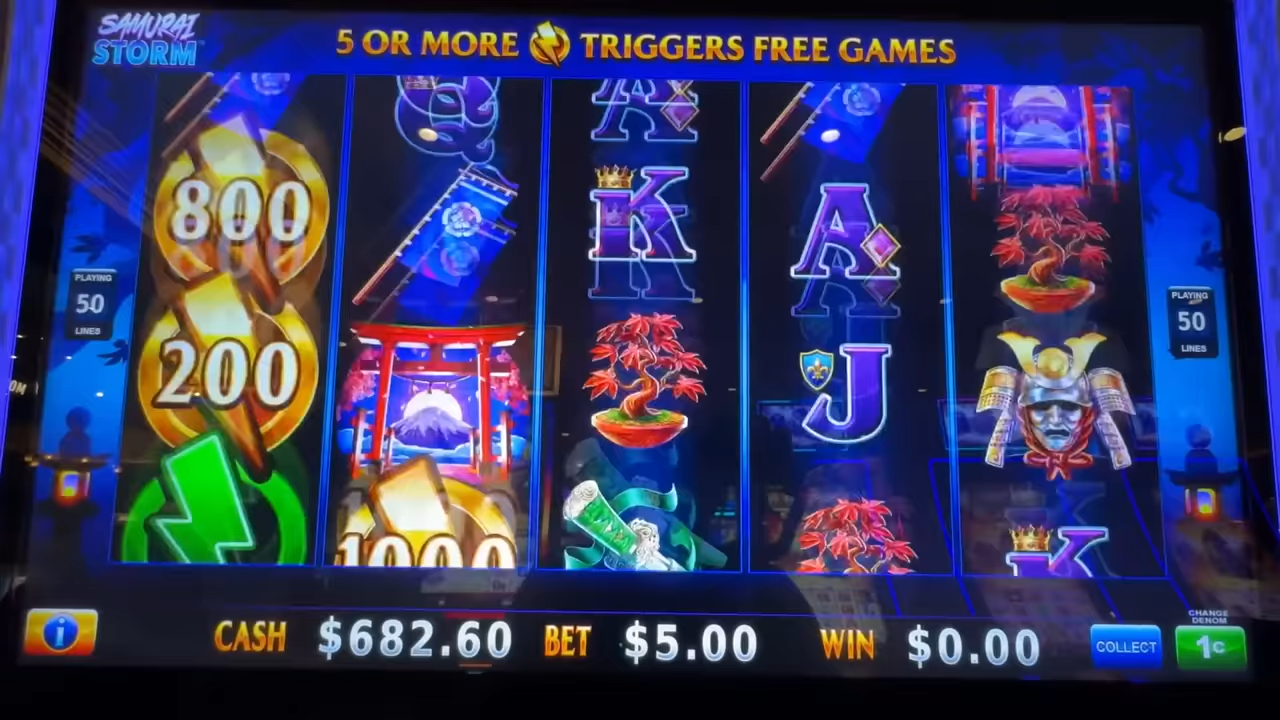 SAMURAI
STORM
5 OR MORE TRIGGERS FREE GAMES
800
Q
A
K
A
200
J
1000
K
PLAYING
50
LINES
PLAYING
50
LINES
i
CASH $682.60 BET $5.00 WIN $0.00
COLLECT
CHANGE
DENOM
1¢